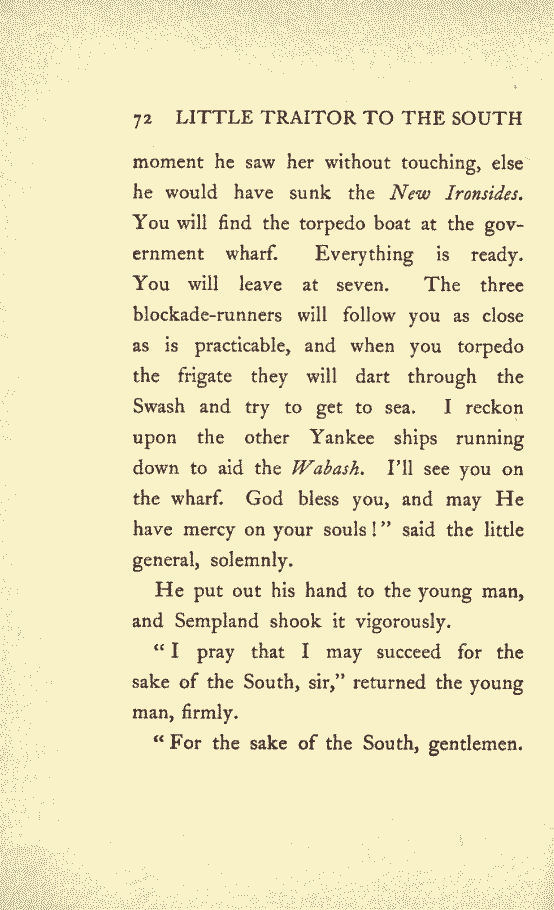 72 LITTLE TRAITOR TO THE SOUTH
moment he saw her without touching, else
he would have sunk the New Ironsides.
You will find the torpedo boat at the gov-
ernment wharf. Everything is ready.
You will leave at seven. The three
blockade-runners will follow you as close
as is practicable, and when you torpedo
the frigate they will dart through the
Swash and try to get to sea. I reckon
upon the other Yankee ships running
down to aid the Wabash. I'll see you on
the wharf. God bless you, and may He
have mercy on your souls!" said the little
general, solemnly.
He put out his hand to the young man,
and Sempland shook it vigorously.
"I pray that I may succeed for the
sake of the South, sir," returned the young
man, firmly.
"For the sake of the South, gentlemen.